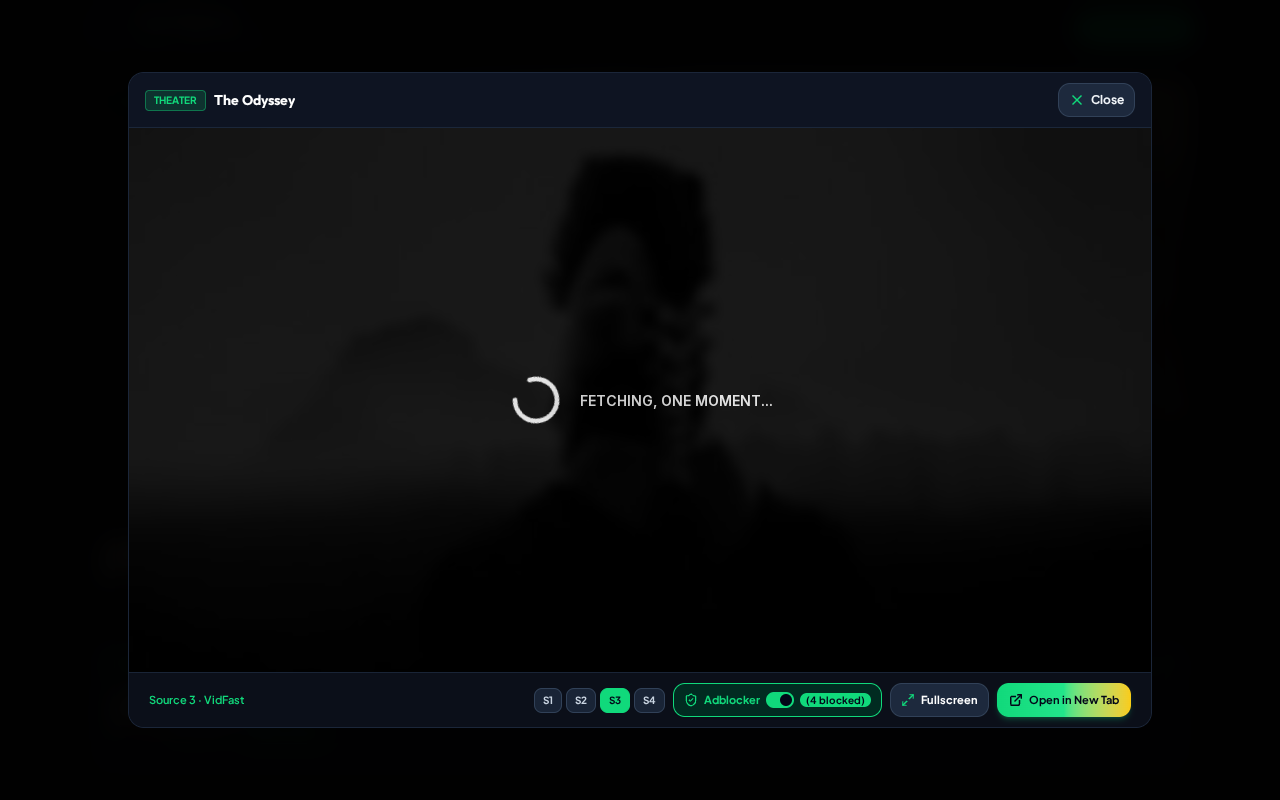 THEATER The Odyssey Close
FETCHING, ONE MOMENT...
Source 3 · VidFast S1 S2 S3 S4 Adblocker (4 blocked) Fullscreen Open in New Tab